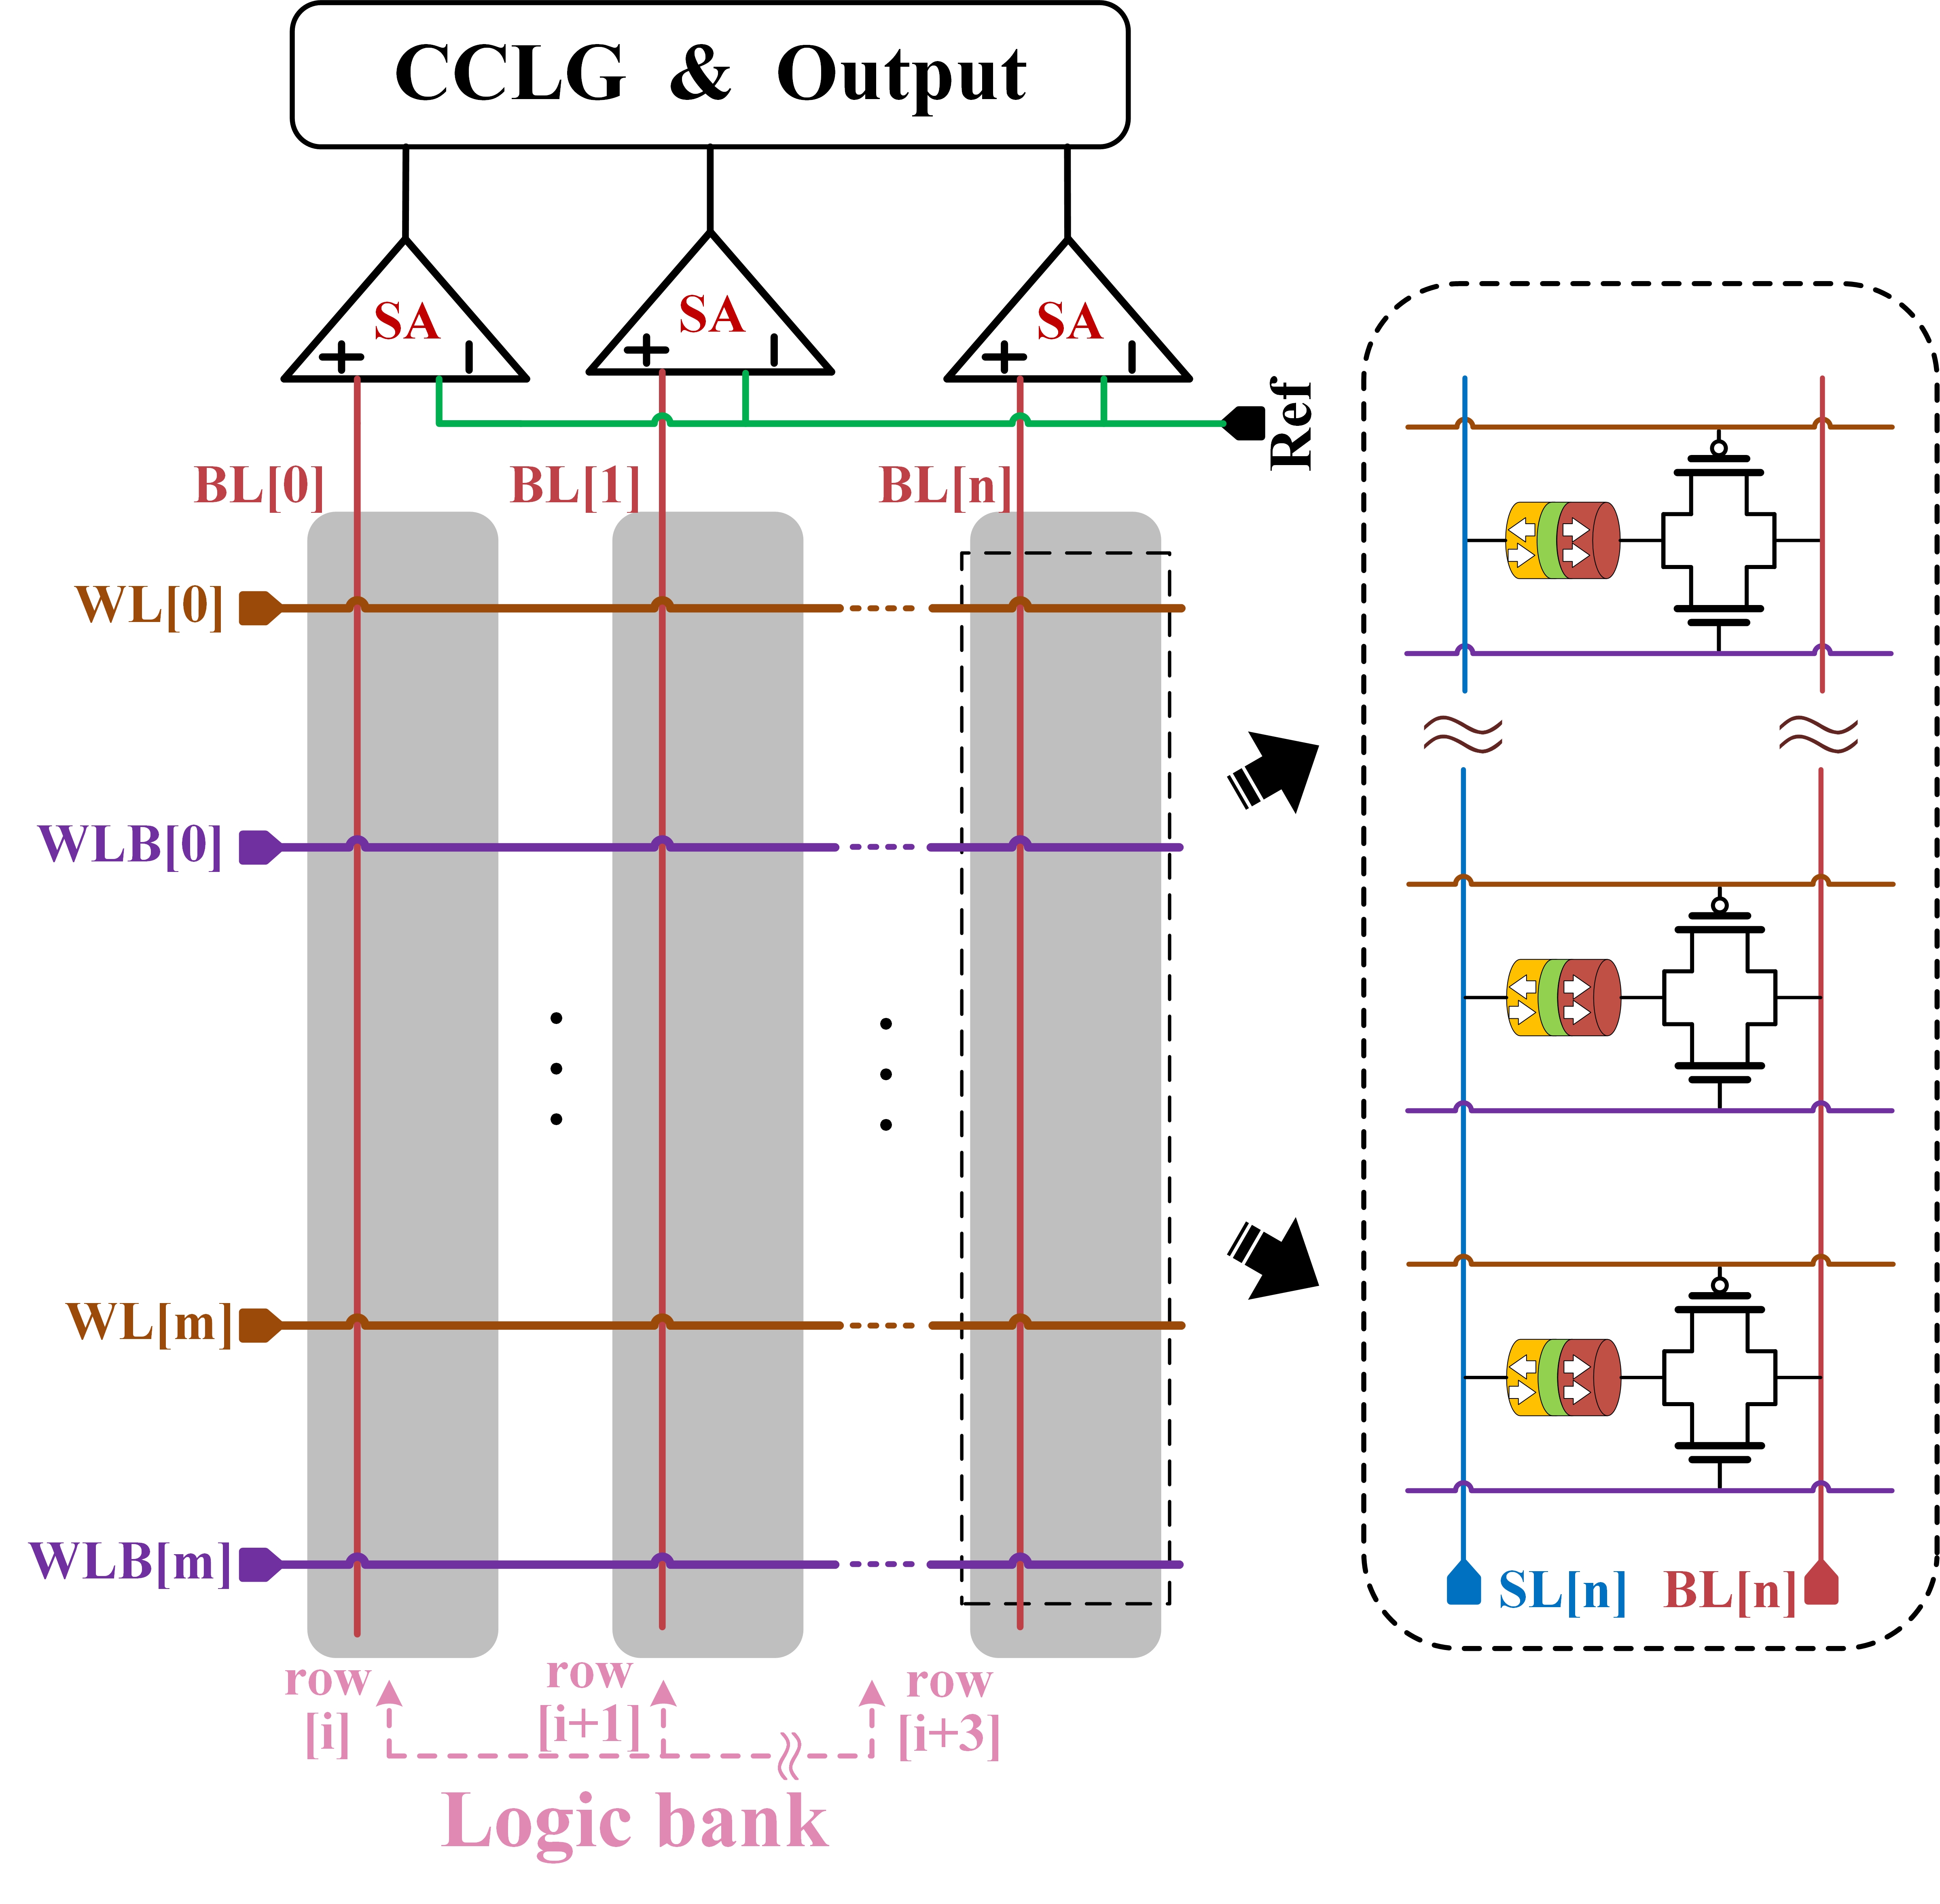 CCLG & Output
SA
SA
SA
+
+
+
Ref
BL[0]
BL[1]
BL[n]
WL[0]
WLB[0]
WL[m]
WLB[m]
SL[n]
BL[n]
row
[i]
row
[i+1]
row
[i+3]
Logic bank